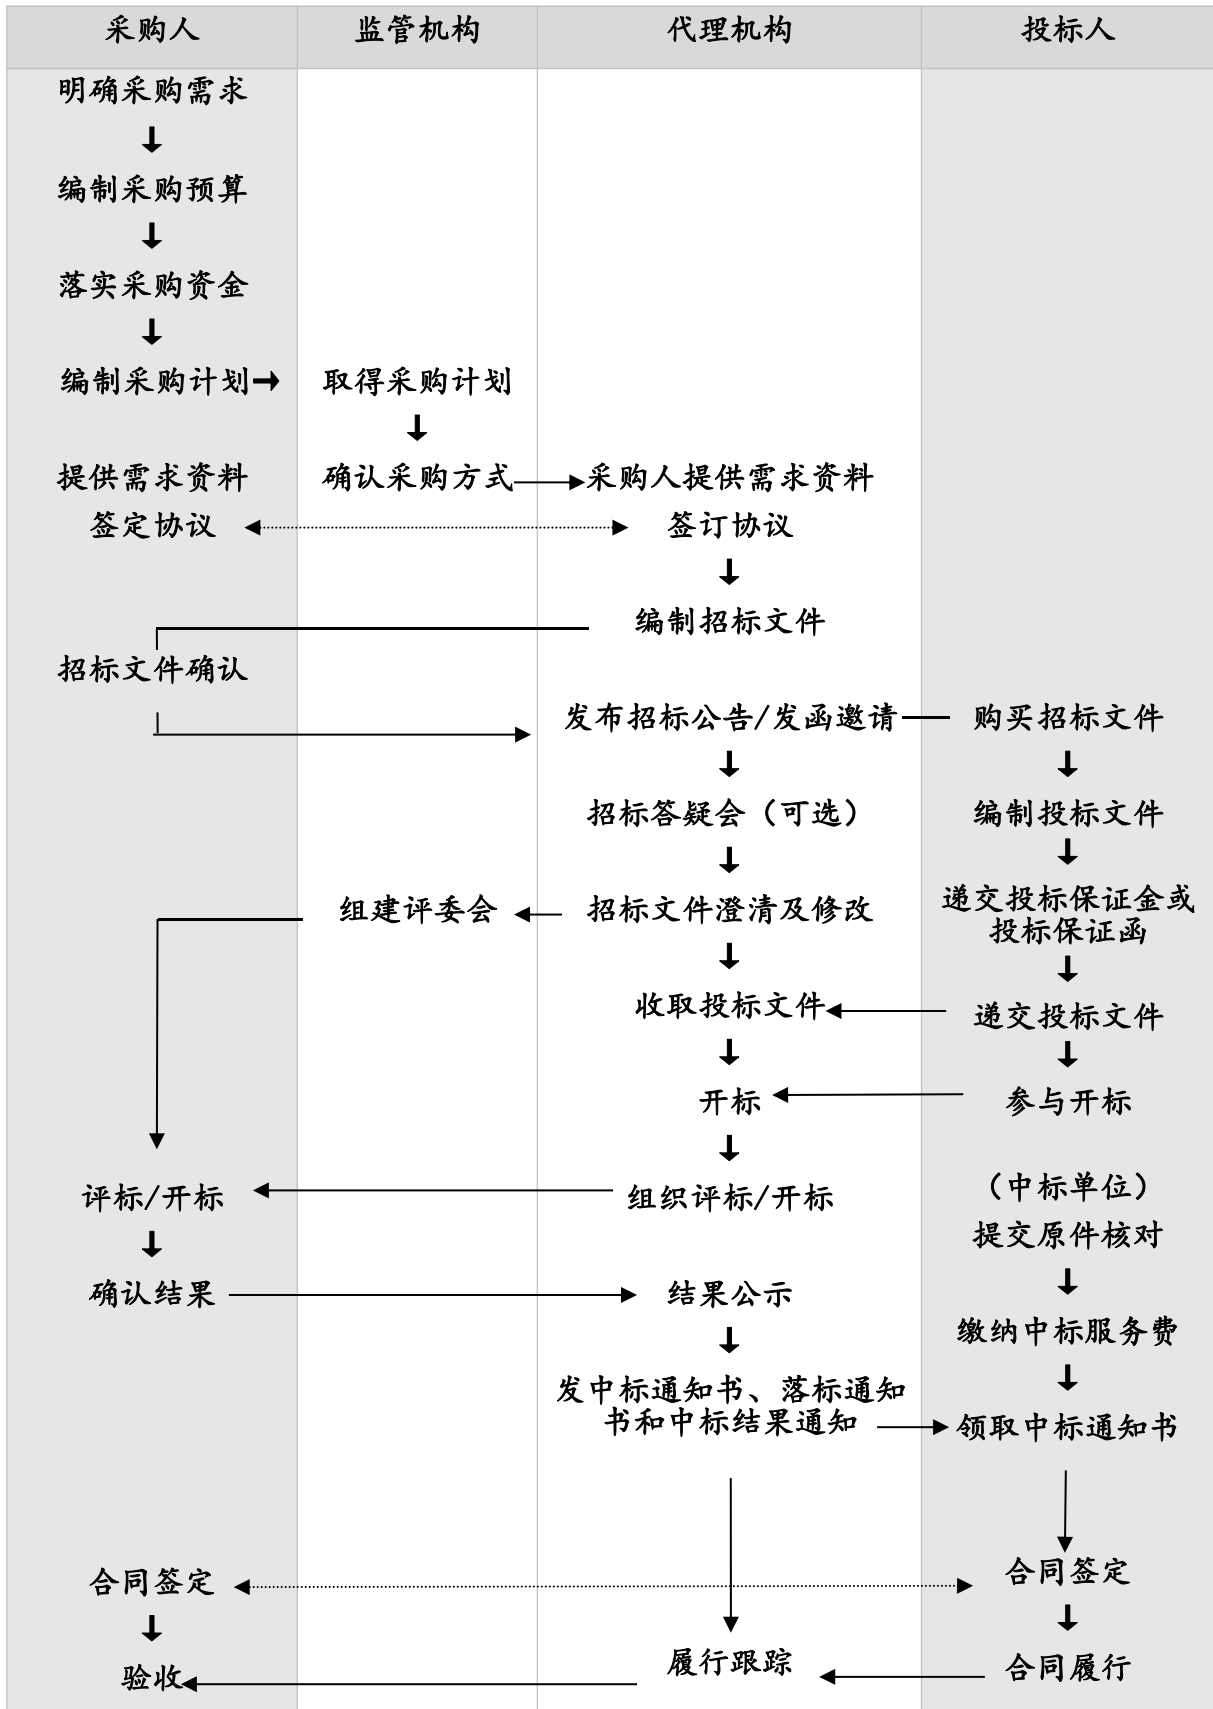 采购人
监管机构
代理机构
投标人
明确采购需求
编制采购预算
落实采购资金
编制采购计划
取得采购计划
提供需求资料
确认采购方式
采购人提供需求资料
签定协议
签订协议
编制招标文件
招标文件确认
发布招标公告/发函邀请
购买招标文件
招标答疑会（可选）
编制投标文件
组建评委会
招标文件澄清及修改
递交投标保证金或
投标保证函
收取投标文件
递交投标文件
开标
参与开标
评标/开标
组织评标/开标
（中标单位）
提交原件核对
确认结果
结果公示
缴纳中标服务费
发中标通知书、落标通知
书和中标结果通知
领取中标通知书
合同签定
合同签定
验收
履行跟踪
合同履行